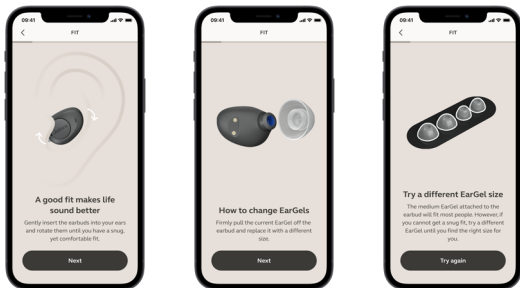 09:41
FIT
A good fit makes life
sound better
Gently insert the earbuds into your ears
and rotate them until you have a snug,
yet comfortable fit.
Next
09:41
FIT
How to change EarGels
Firmly pull the current EarGel off the
earbud and replace it with a different
size.
Next
09:41
FIT
Try a different EarGel size
The medium EarGel attached to the
earbud will fit most people. However, if
you cannot get a snug fit, try a different
EarGel until you find the right size for
you.
Try again